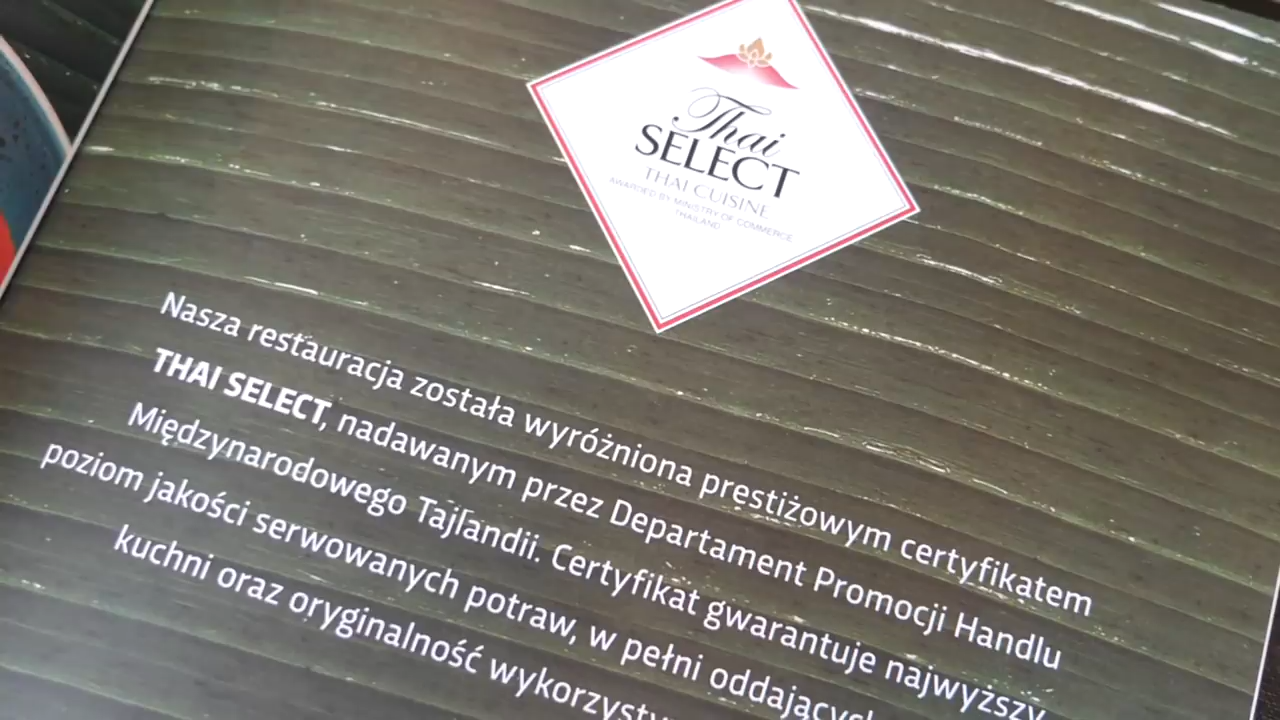 Thai
SELECT
THAI CUISINE
AWARDED BY MINISTRY OF COMMERCE
THAILAND
Nasza restauracja została wyróżniona prestiżowym certyfikatem
THAI SELECT, nadawanym przez Departament Promocji Handlu
Międzynarodowego Tajlandii. Certyfikat gwarantuje najwyższy
poziom jakości serwowanych potraw, w pełni
kuchni oraz oryginalność